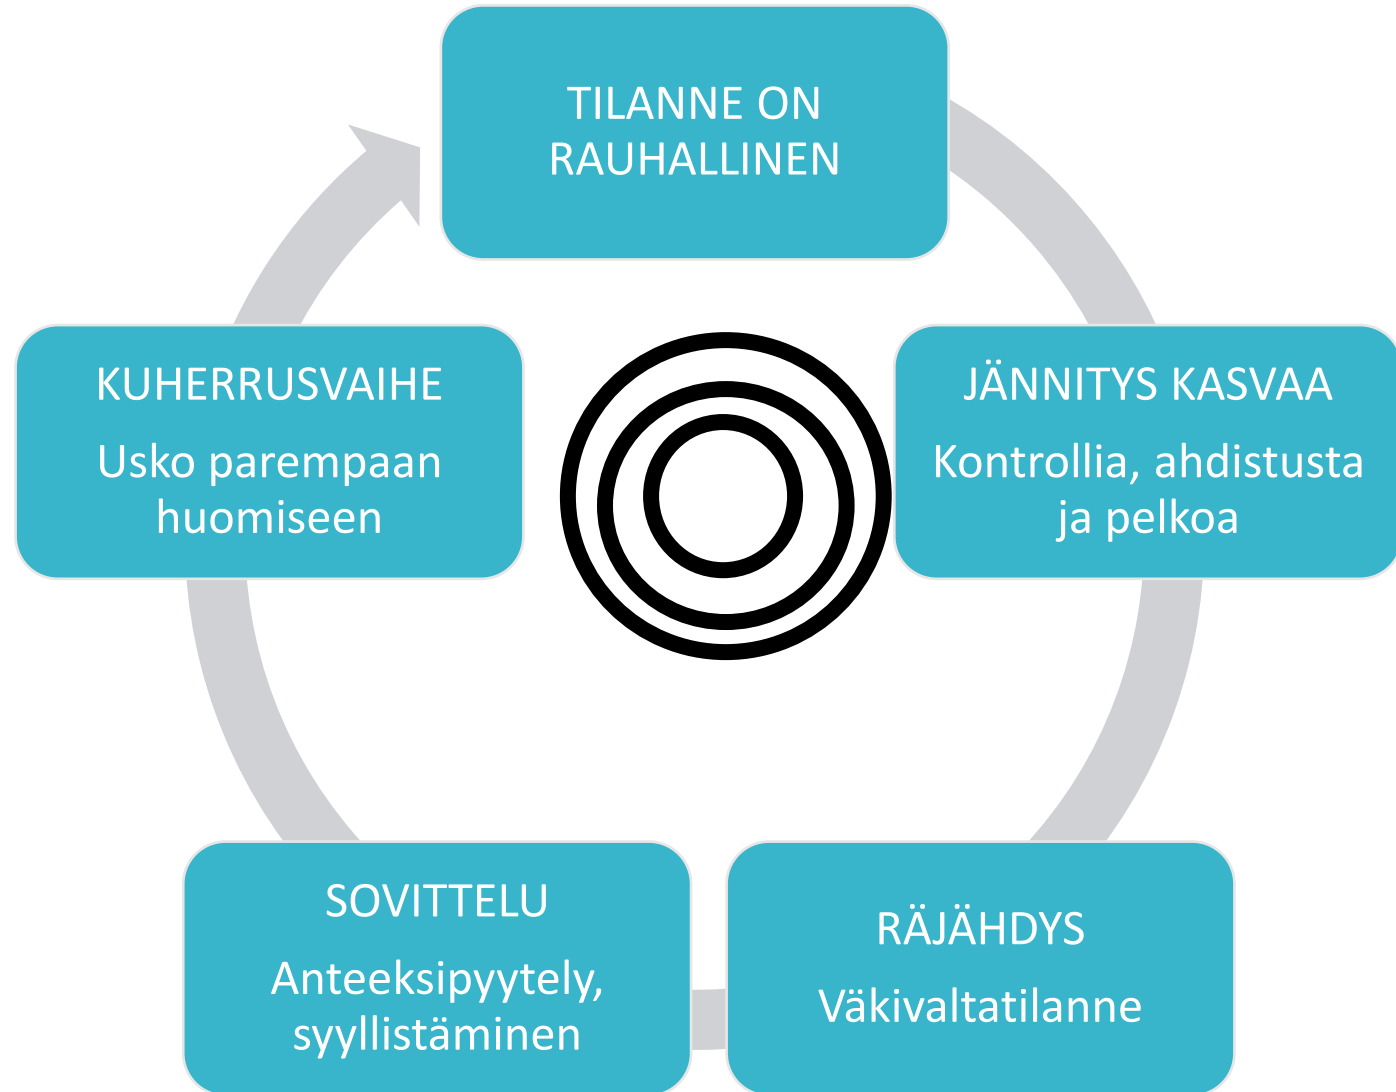 TILANNE ON
RAUHALLINEN
JÄNNITYS KASVAA
Kontrollia, ahdistusta
ja pelkoa
RÄJÄHDYS
Väkivaltatilanne
SOVITTELU
Anteeksipyytely,
syyllistäminen
KUHERRUSVAIHE
Usko parempaan
huomiseen